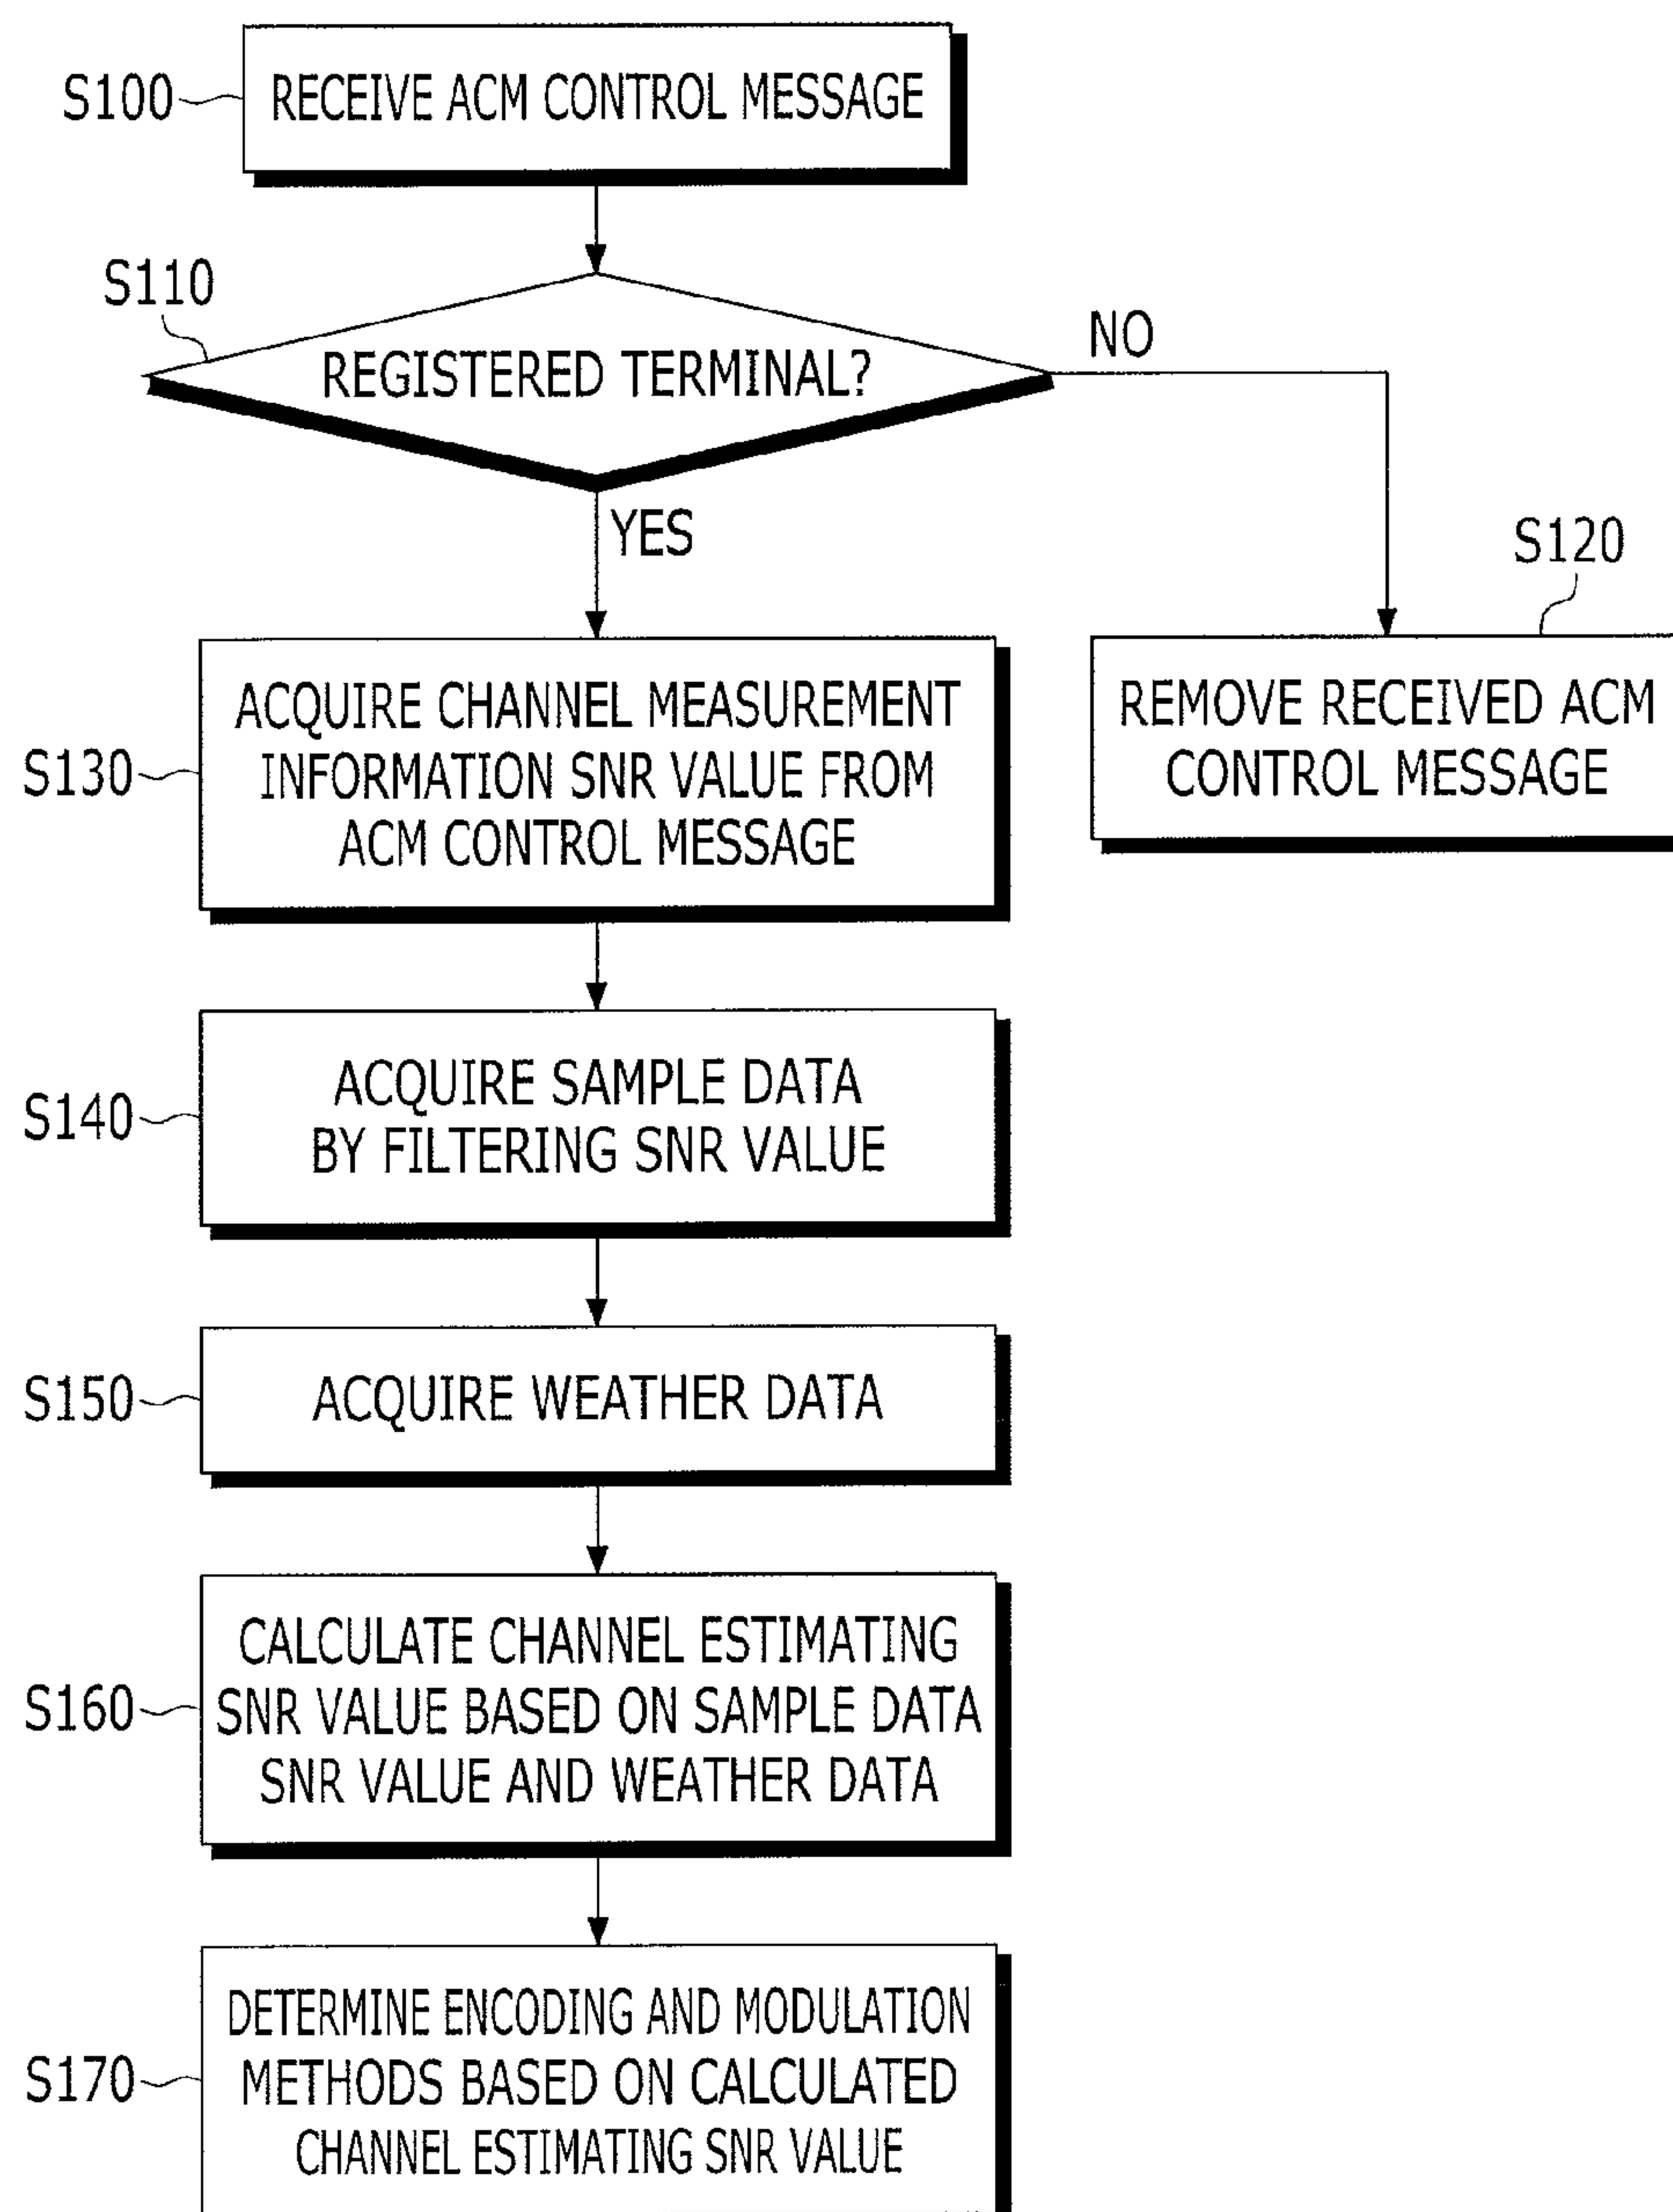 S100
RECEIVE ACM CONTROL MESSAGE
S110
REGISTERED TERMINAL?
NO
YES
S120
REMOVE RECEIVED ACM
CONTROL MESSAGE
S130
ACQUIRE CHANNEL MEASUREMENT
INFORMATION SNR VALUE FROM
ACM CONTROL MESSAGE
S140
ACQUIRE SAMPLE DATA
BY FILTERING SNR VALUE
S150
ACQUIRE WEATHER DATA
S160
CALCULATE CHANNEL ESTIMATING
SNR VALUE BASED ON SAMPLE DATA
SNR VALUE AND WEATHER DATA
S170
DETERMINE ENCODING AND MODULATION
METHODS BASED ON CALCULATED
CHANNEL ESTIMATING SNR VALUE